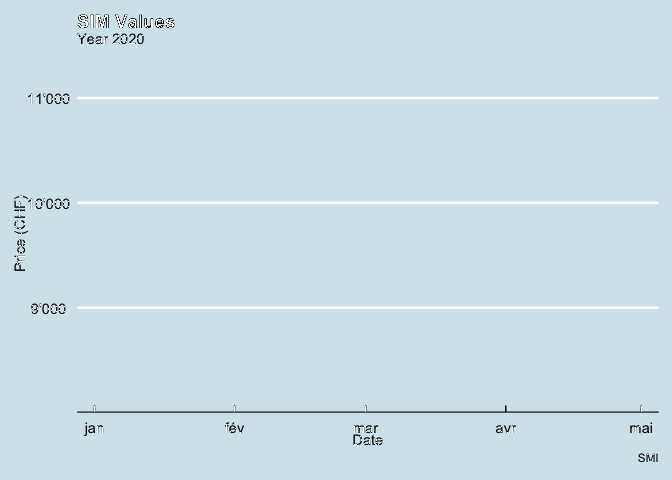 SIM Values
Year 2020
11'000
10'000
9'000
Price (CHF)
jan fév mar avr mai
Date
SMI